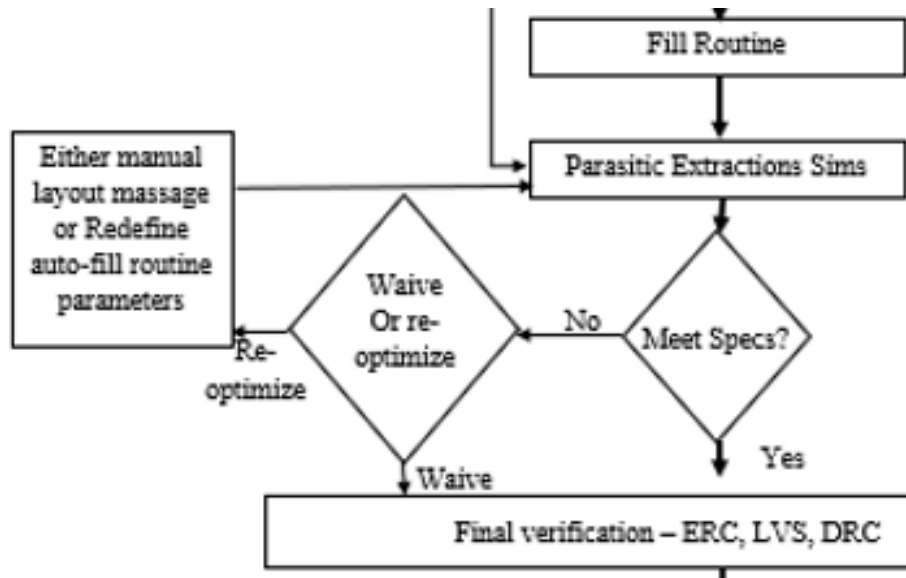 Fill Routine
Parasitic Extractions Sims
Either manual
layout massage
or Redefine
auto-fill routine
parameters
Waive
Or re-
optimize
No
Meet Specs?
Re-
optimize
Yes
Waive
Final verification – ERC, LVS, DRC